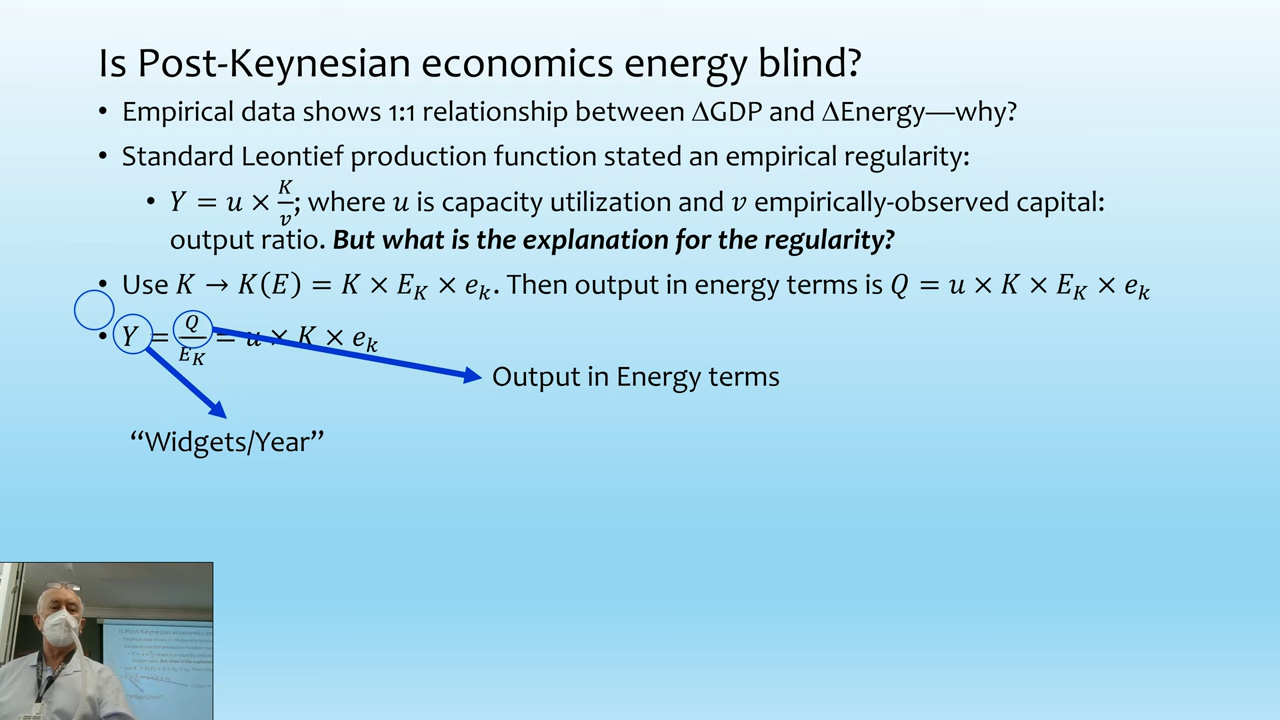 Is Post-Keynesian economics energy blind?
• Empirical data shows 1:1 relationship between ΔGDP and ΔEnergy—why?
• Standard Leontief production function stated an empirical regularity:
• Y = u × K/v; where u is capacity utilization and v empirically-observed capital:
output ratio. But what is the explanation for the regularity?
• Use K → K(E) = K × E_K × e_k. Then output in energy terms is Q = u × K × E_K × e_k
• Y = Q/E_K = u × K × e_k
Output in Energy terms
“Widgets/Year”